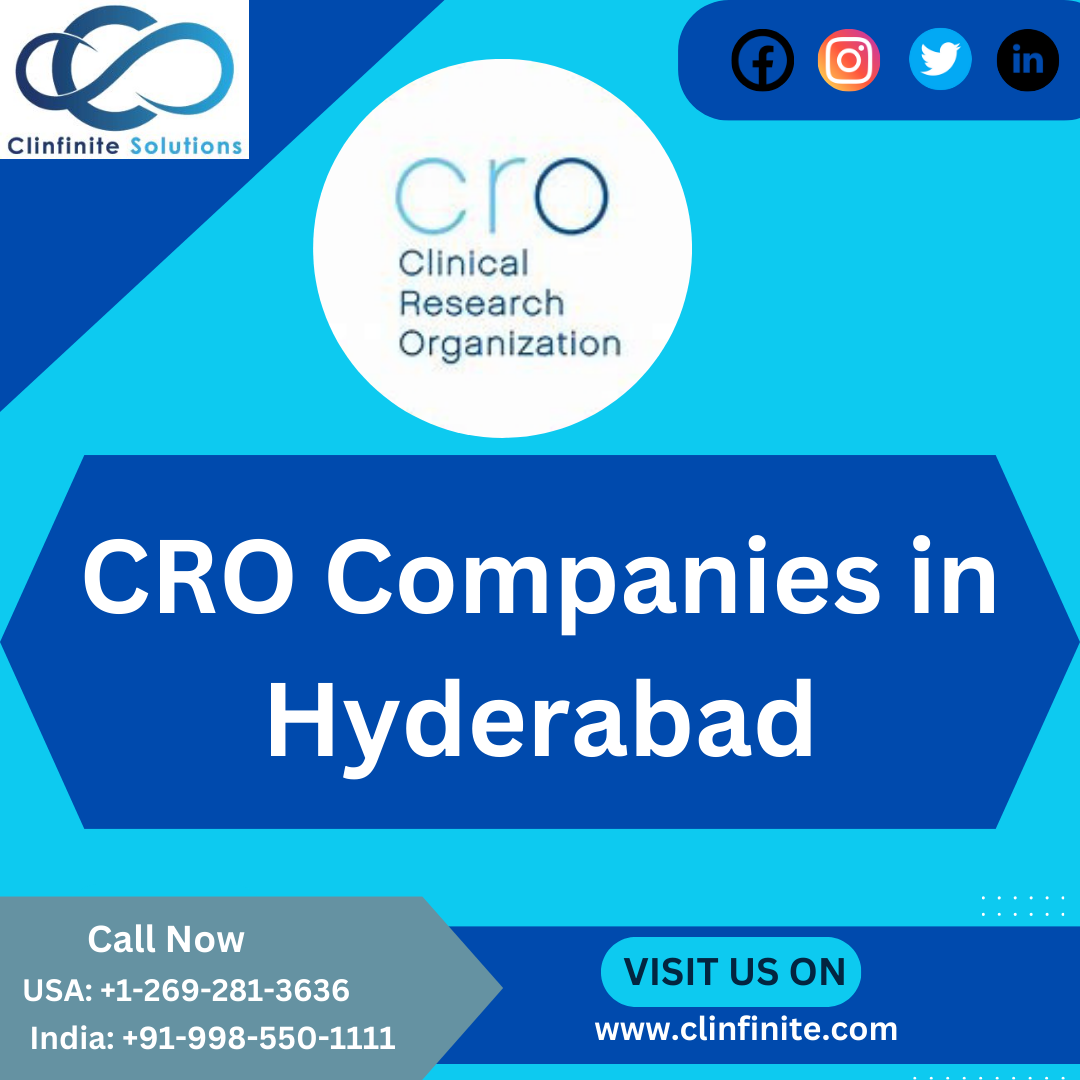 Clinfinite Solutions
cro
Clinical
Research
Organization
CRO Companies in
Hyderabad
Call Now
USA: +1-269-281-3636
India: +91-998-550-1111
VISIT US ON
www.clinfinite.com